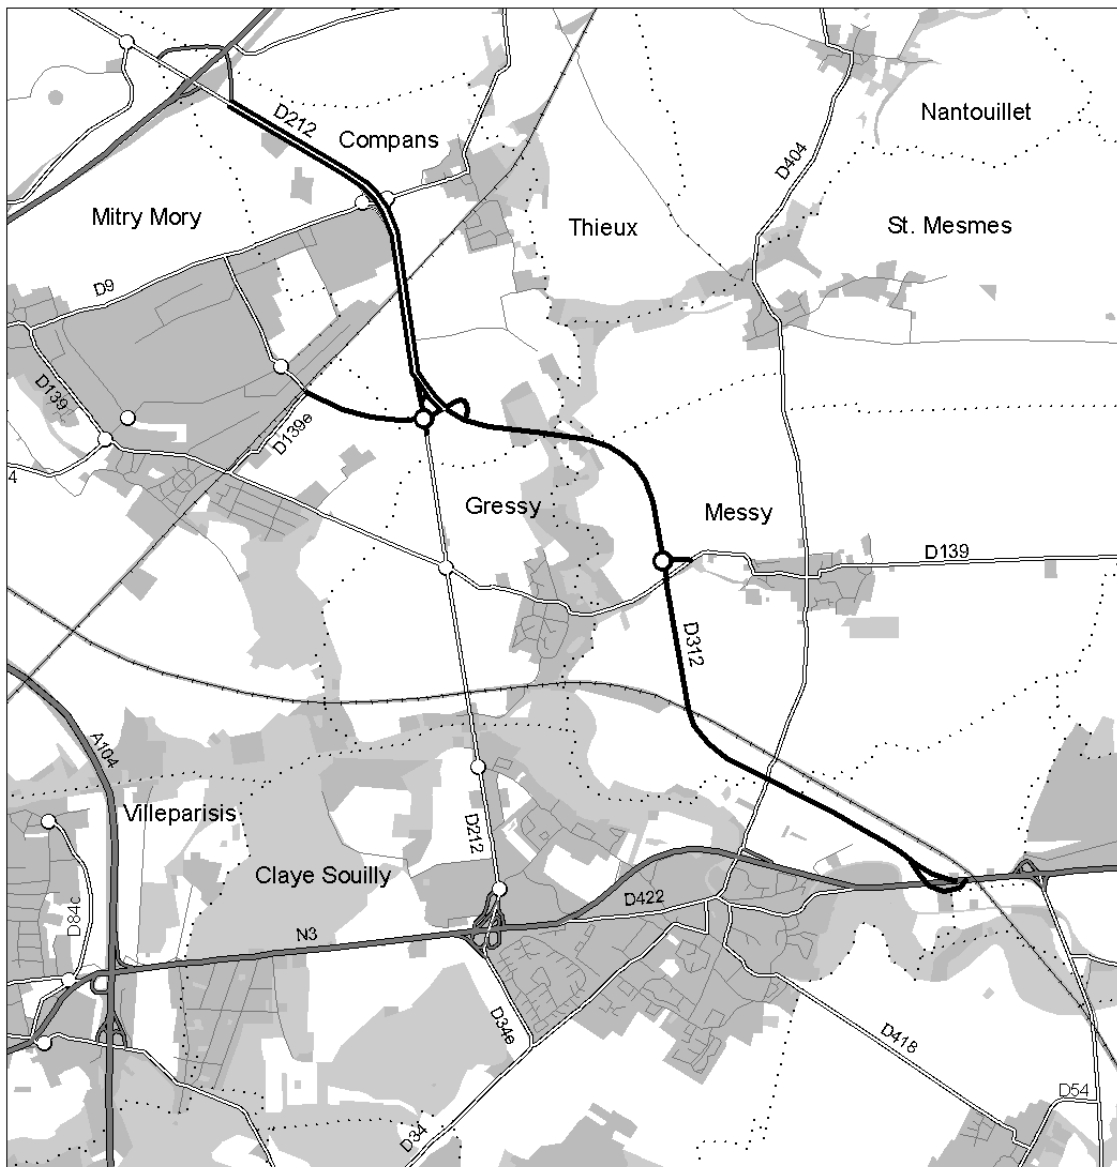 Nantouillet
D212
Compans
D404
Mitry Mory
Thieux
St. Mesmes
D9
D139
D139e
4
Gressy
Messy
D139
D312
A104
Villeparisis
D212
Claye Souilly
D84c
D422
N3
D34e
D418
D54
D34